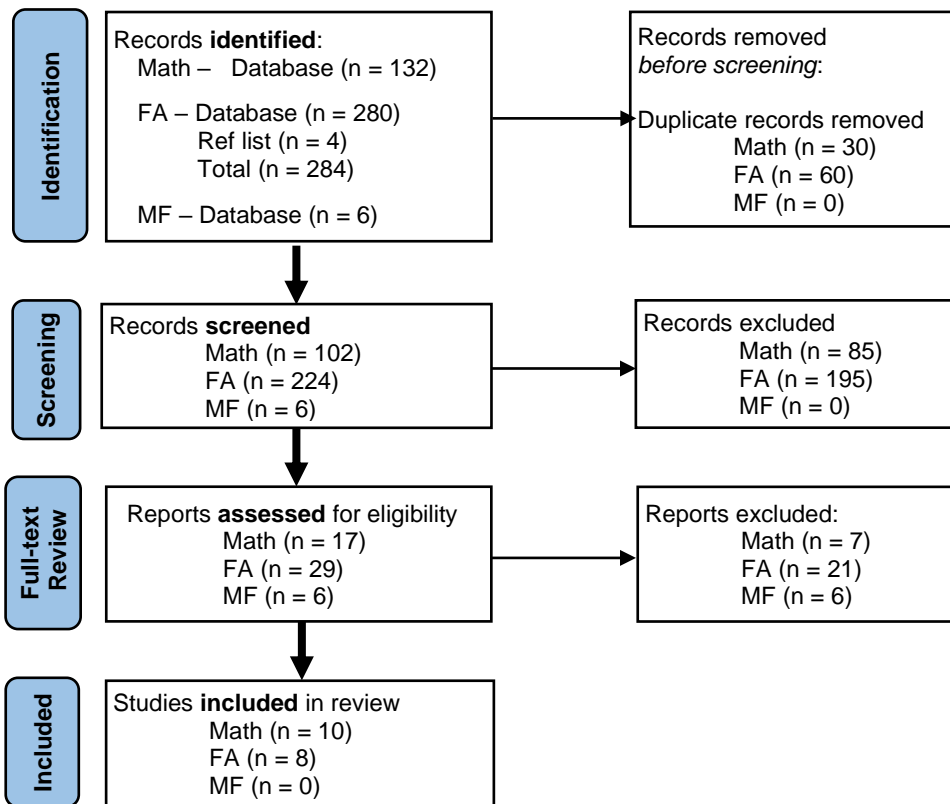 Identification
Records identified:
Math – Database (n = 132)
FA – Database (n = 280)
Ref list (n = 4)
Total (n = 284)
MF – Database (n = 6)
Records removed
before screening:
Duplicate records removed
Math (n = 30)
FA (n = 60)
MF (n = 0)
Screening
Records screened
Math (n = 102)
FA (n = 224)
MF (n = 6)
Records excluded
Math (n = 85)
FA (n = 195)
MF (n = 0)
Full-text
Review
Reports assessed for eligibility
Math (n = 17)
FA (n = 29)
MF (n = 6)
Reports excluded:
Math (n = 7)
FA (n = 21)
MF (n = 6)
Included
Studies included in review
Math (n = 10)
FA (n = 8)
MF (n = 0)